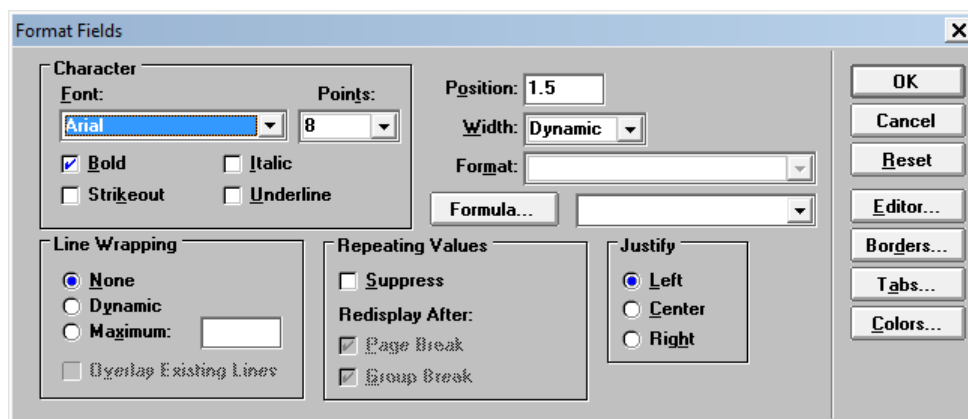 Format Fields
Character
Font:
Points:
Arial
8
Bold
Italic
Strikeout
Underline
Position: 1.5
Width: Dynamic
Format:
Formula...
Line Wrapping
None
Dynamic
Maximum:
Overlay Existing Lines
Repeating Values
Suppress
Redisplay After:
Page Break
Group Break
Justify
Left
Center
Right
OK
Cancel
Reset
Editor...
Borders...
Tabs...
Colors...